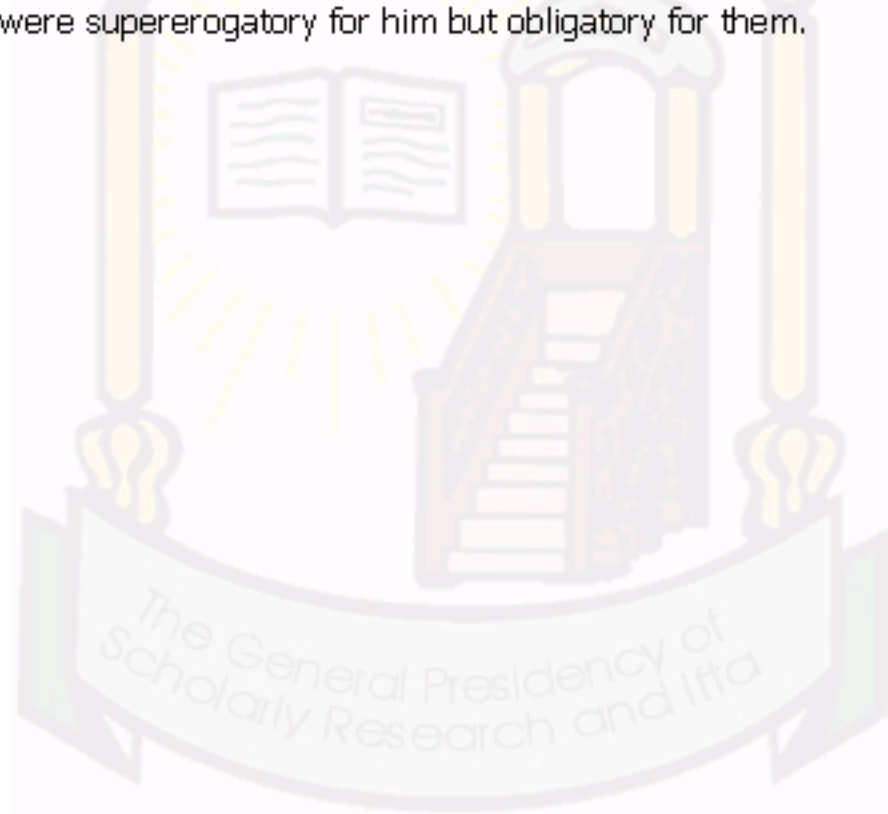 were supererogatory for him but obligatory for them.
The General Presidency of
Scholarly Research and Ifta